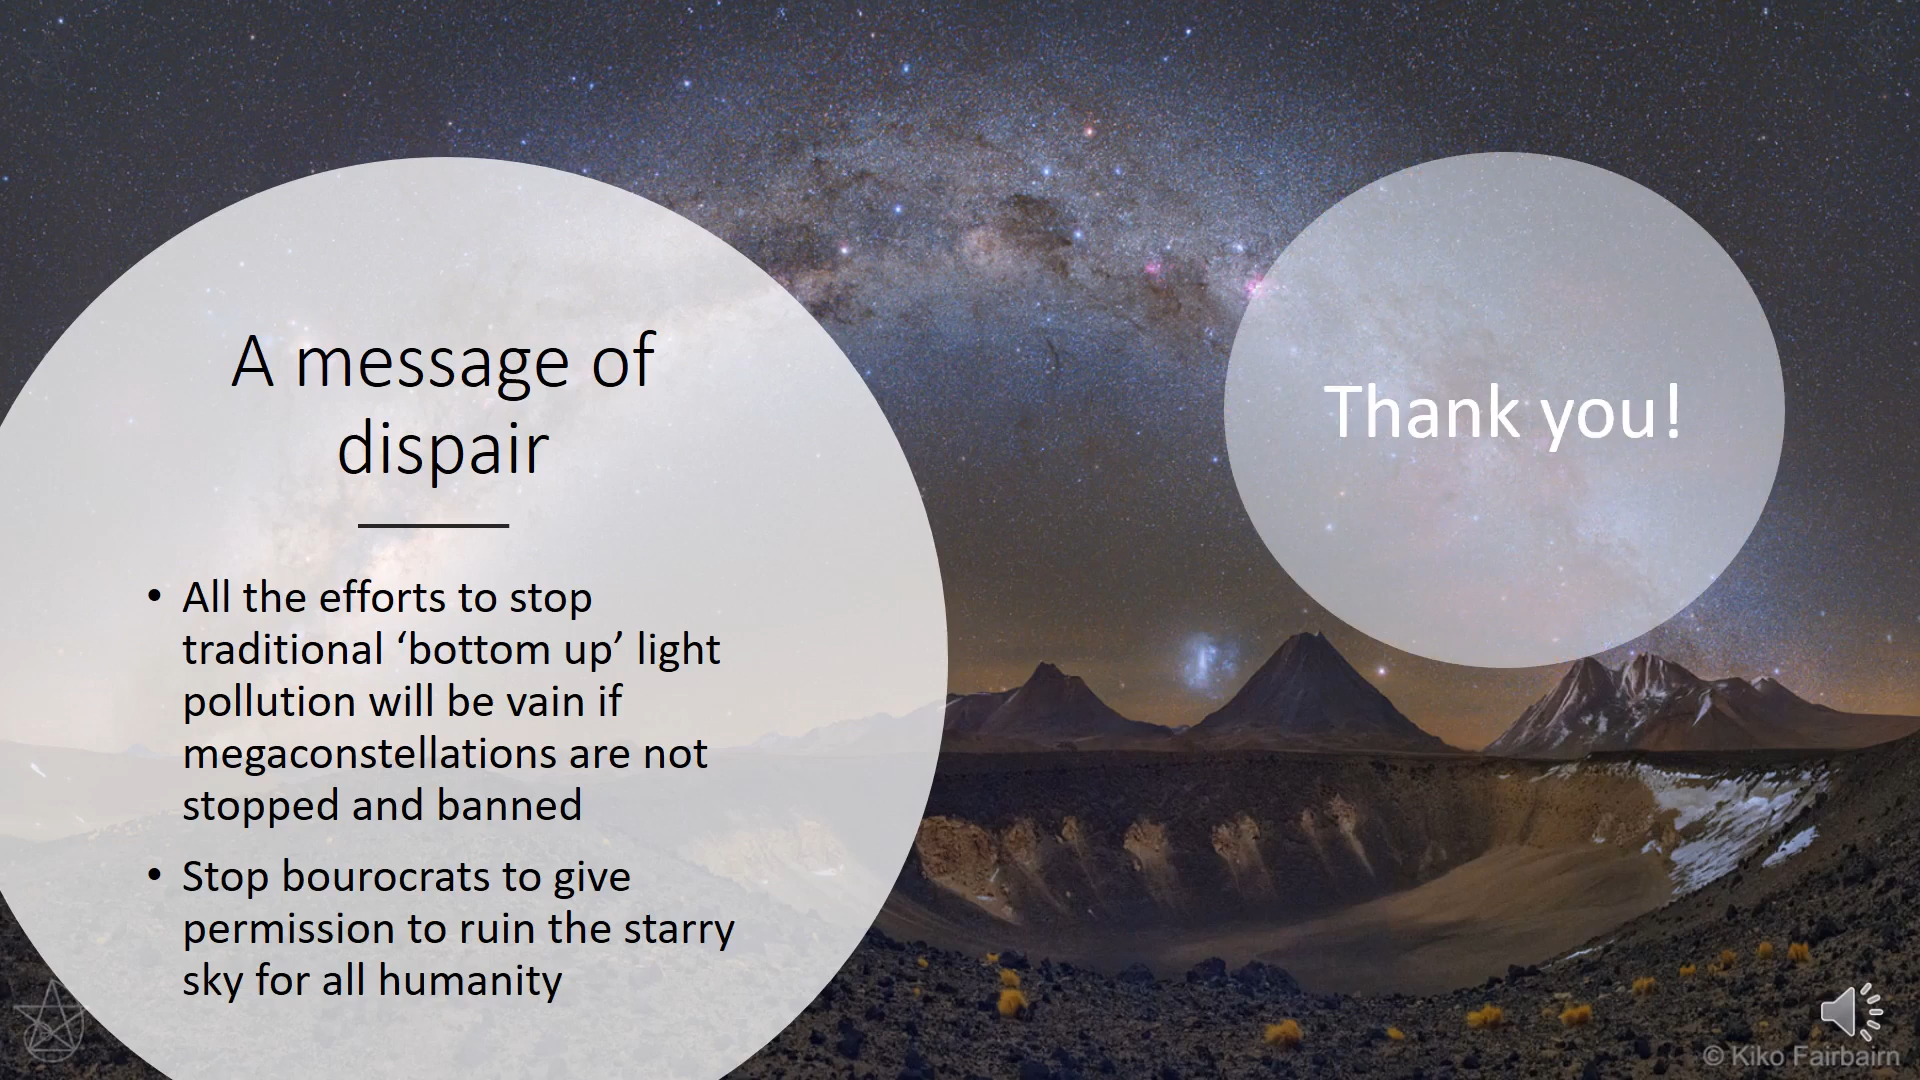 A message of
dispair
• All the efforts to stop
traditional ‘bottom up’ light
pollution will be vain if
megaconstellations are not
stopped and banned
• Stop bourocrats to give
permission to ruin the starry
sky for all humanity
Thank you!
© Kiko Fairbairn